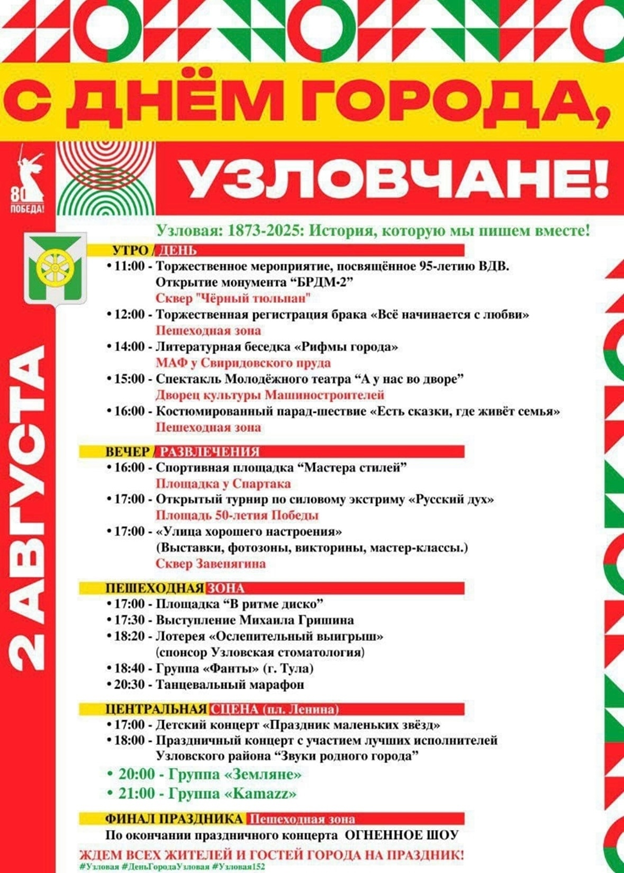 С ДНЁМ ГОРОДА,
УЗЛОВЧАНЕ!
80
ПОБЕДА!
2 АВГУСТА
Узловая: 1873-2025: История, которую мы пишем вместе!
УТРО / ДЕНЬ
• 11:00 - Торжественное мероприятие, посвящённое 95-летию ВДВ.
Открытие монумента “БРДМ-2”
Сквер "Чёрный тюльпан"
• 12:00 - Торжественная регистрация брака «Всё начинается с любви»
Пешеходная зона
• 14:00 - Литературная беседка «Рифмы города»
МАФ у Свиридовского пруда
• 15:00 - Спектакль Молодёжного театра “А у нас во дворе”
Дворец культуры Машиностроителей
• 16:00 - Костюмированный парад-шествие «Есть сказки, где живёт семья»
Пешеходная зона
ВЕЧЕР / РАЗВЛЕЧЕНИЯ
• 16:00 - Спортивная площадка “Мастера стилей”
Площадка у Спартака
• 17:00 - Открытый турнир по силовому экстриму «Русский дух»
Площадь 50-летия Победы
• 17:00 - «Улица хорошего настроения»
(Выставки, фотозоны, викторины, мастер-классы.)
Сквер Завенягина
ПЕШЕХОДНАЯ ЗОНА
• 17:00 - Площадка “В ритме диско”
• 17:30 - Выступление Михаила Гришина
• 18:20 - Лотерея «Ослепительный выигрыш»
(спонсор Узловская стоматология)
• 18:40 - Группа «Фанты» (г. Тула)
• 20:30 - Танцевальный марафон
ЦЕНТРАЛЬНАЯ СЦЕНА (пл. Ленина)
• 17:00 - Детский концерт «Праздник маленьких звёзд»
• 18:00 - Праздничный концерт с участием лучших исполнителей
Узловского района “Звуки родного города”
• 20:00 - Группа «Земляне»
• 21:00 - Группа «Kamazz»
ФИНАЛ ПРАЗДНИКА Пешеходная зона
По окончании праздничного концерта ОГНЕННОЕ ШОУ
ЖДЕМ ВСЕХ ЖИТЕЛЕЙ И ГОСТЕЙ ГОРОДА НА ПРАЗДНИК!
#Узловая #ДеньГородаУзловая #Узловая152